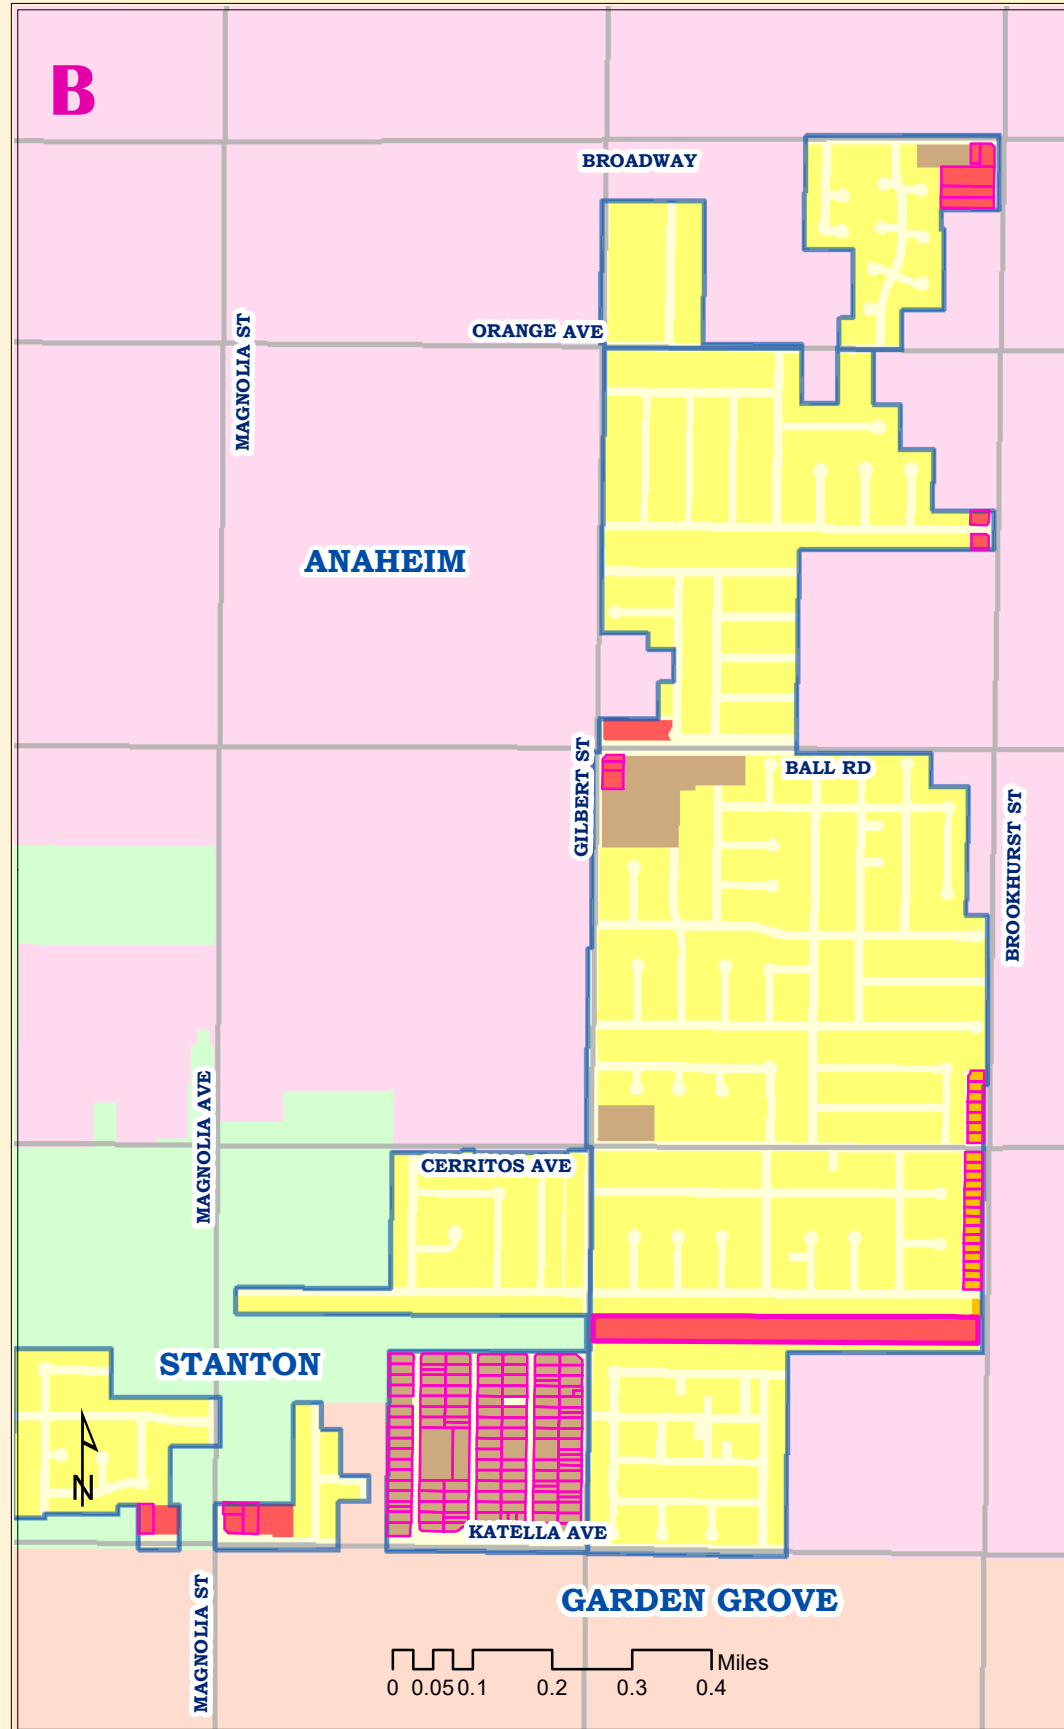 B
BROADWAY
MAGNOLIA ST
ORANGE AVE
ANAHEIM
GILBERT ST
BALL RD
BROOKHURST ST
MAGNOLIA AVE
CERRITOS AVE
STANTON
N
KATELLA AVE
MAGNOLIA ST
GARDEN GROVE
Miles
0 0.05 0.1 0.2 0.3 0.4